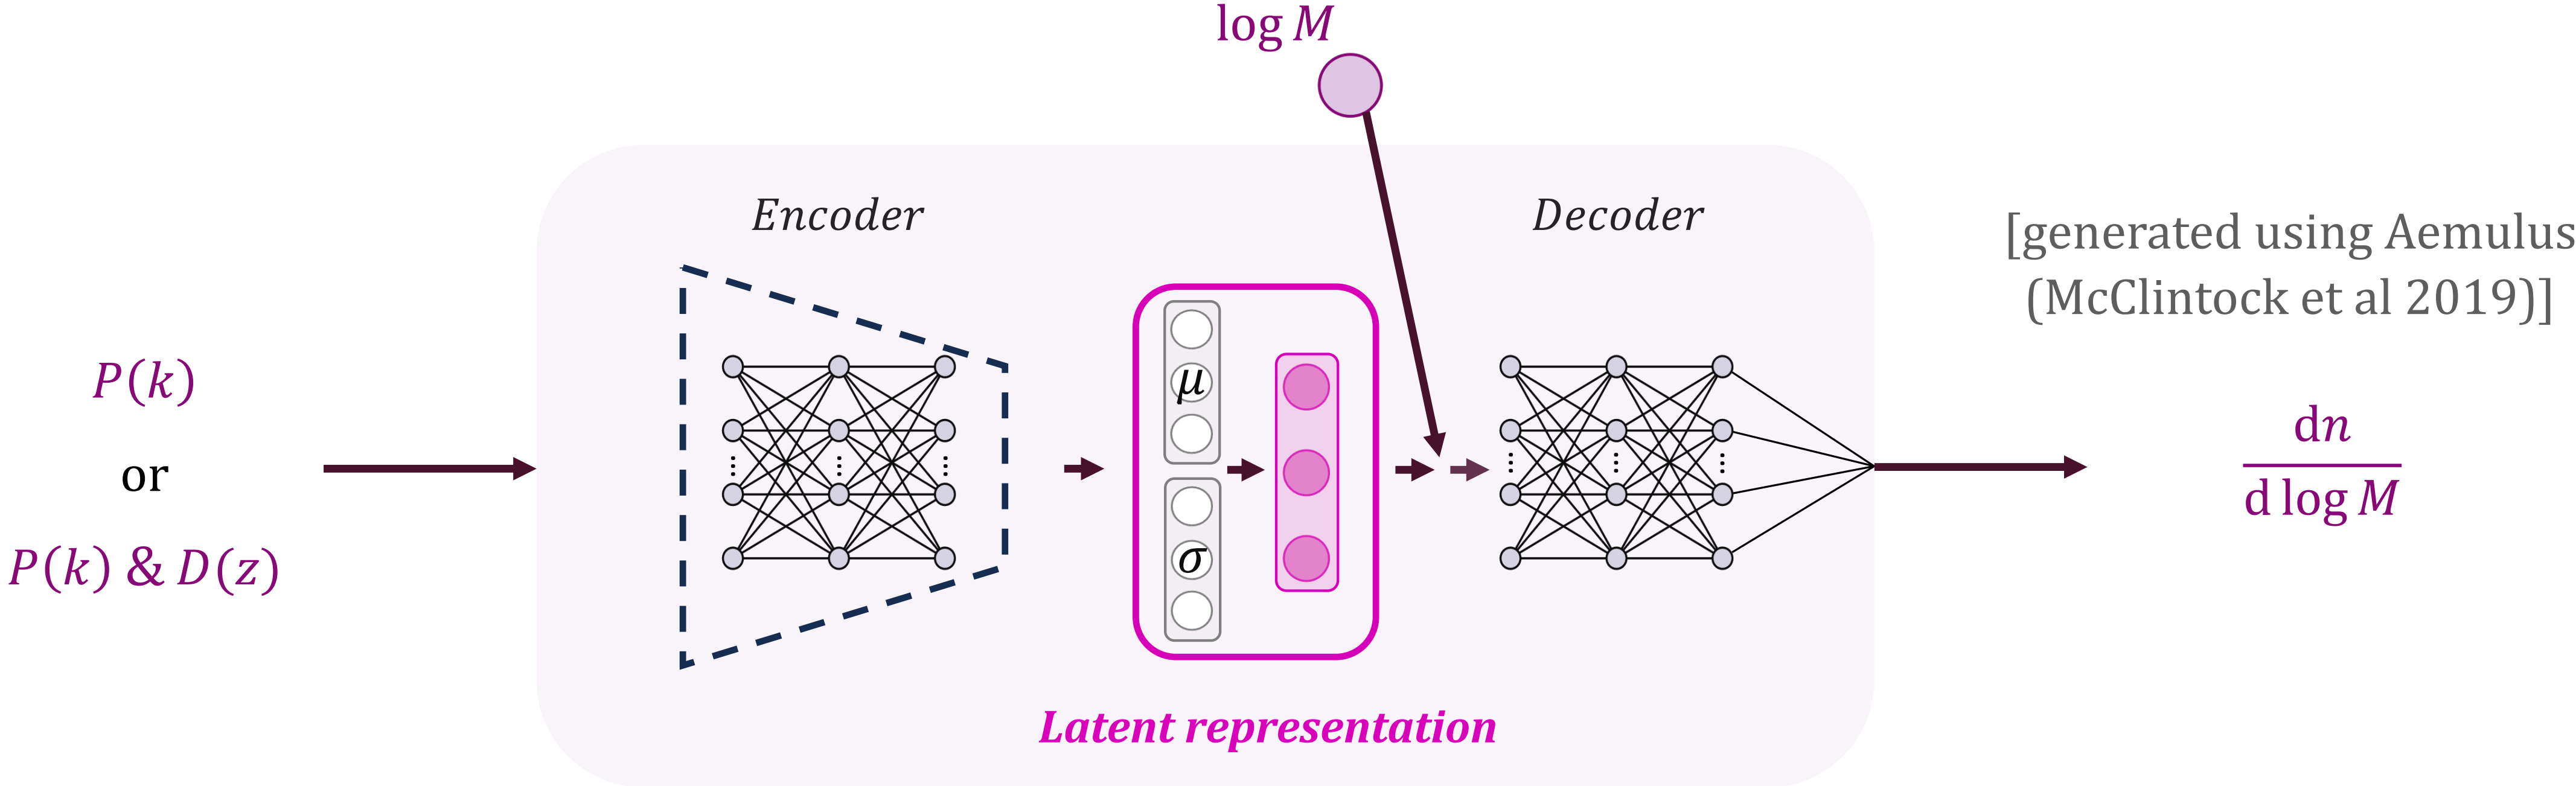 log M
Encoder
Decoder
[generated using Aemulus
(McClintock et al 2019)]
P(k)
or
P(k) & D(z)
μ
σ
dn
d log M
Latent representation